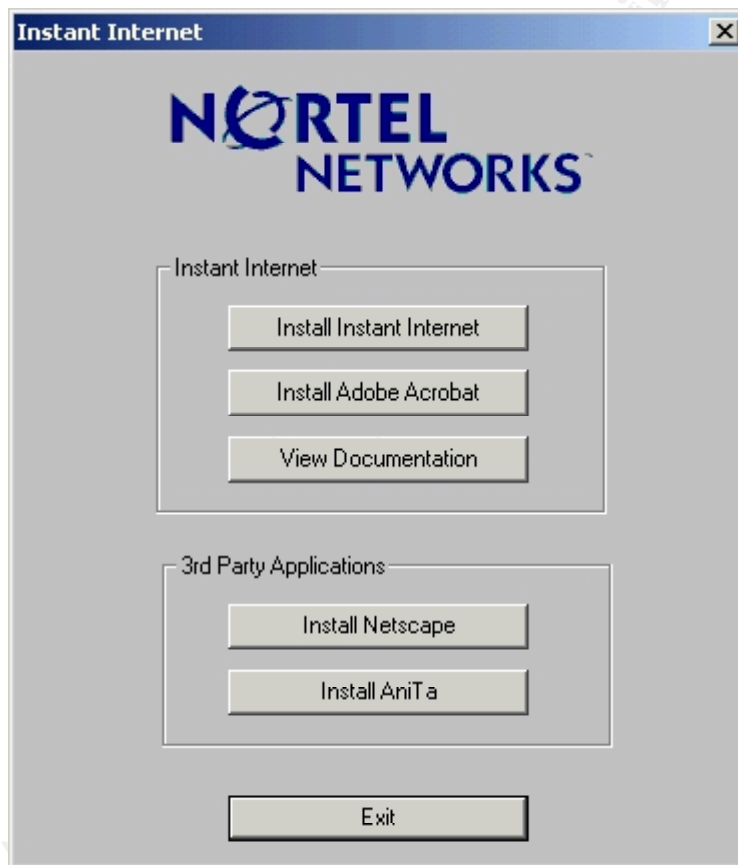 Instant Internet
NORTEL
NETWORKS
Instant Internet
Install Instant Internet
Install Adobe Acrobat
View Documentation
3rd Party Applications
Install Netscape
Install AniTa
Exit